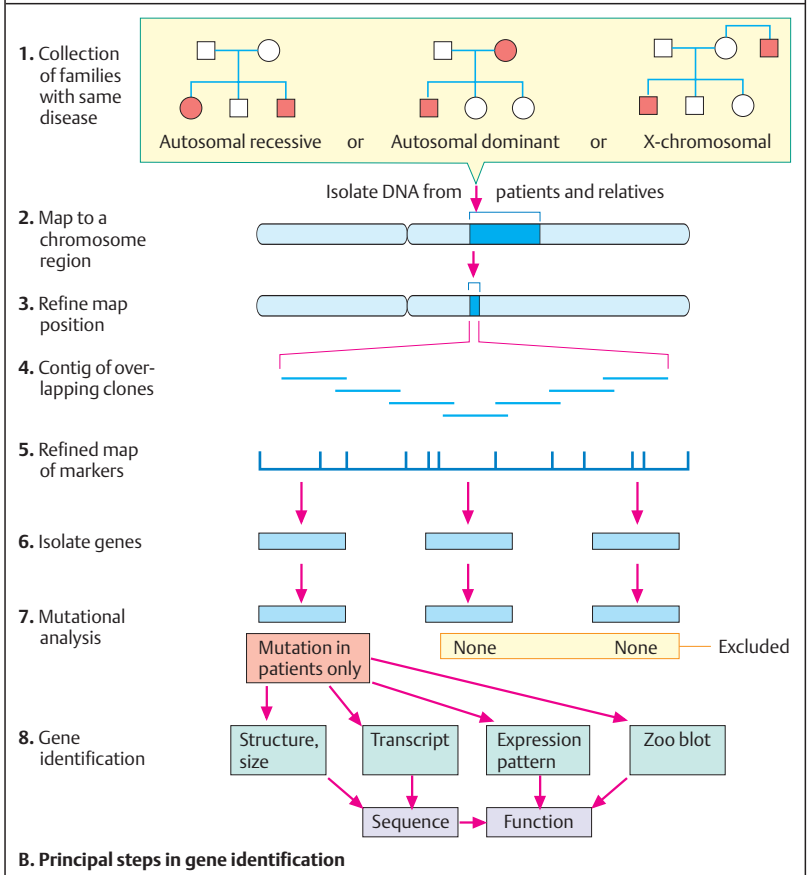 1. Collection
of families
with same
disease
Autosomal recessive or Autosomal dominant or X-chromosomal
Isolate DNA from patients and relatives
2. Map to a
chromosome
region
3. Refine map
position
4. Contig of over-
lapping clones
5. Refined map
of markers
6. Isolate genes
7. Mutational
analysis
Mutation in
patients only
None None Excluded
8. Gene
identification
Structure,
size
Transcript
Expression
pattern
Zoo blot
Sequence Function
B. Principal steps in gene identification